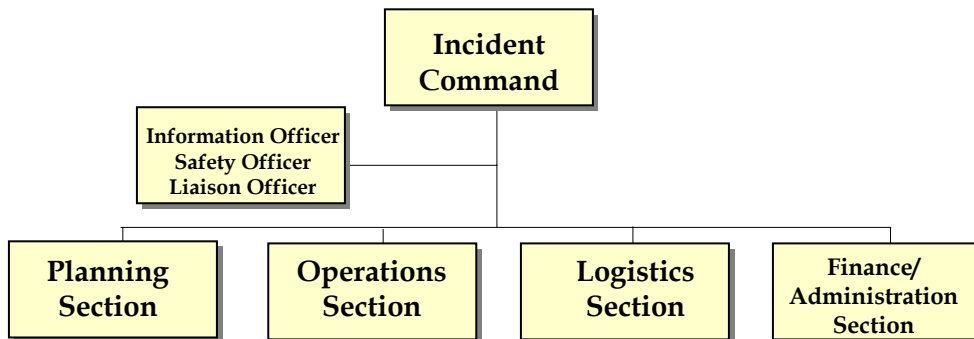 Incident
Command
Information Officer
Safety Officer
Liaison Officer
Planning
Section
Operations
Section
Logistics
Section
Finance/
Administration
Section